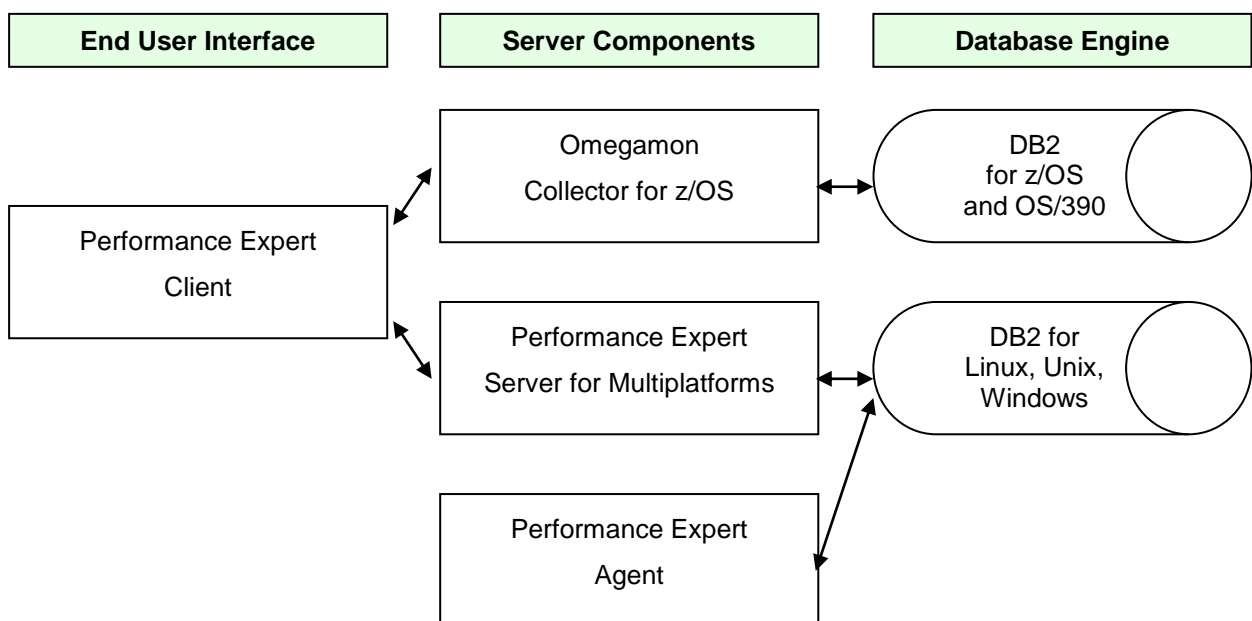 End User Interface
Server Components
Database Engine
Omegamon
Collector for z/OS
DB2
for z/OS
and OS/390
Performance Expert
Client
Performance Expert
Server for Multiplatforms
DB2 for
Linux, Unix,
Windows
Performance Expert
Agent